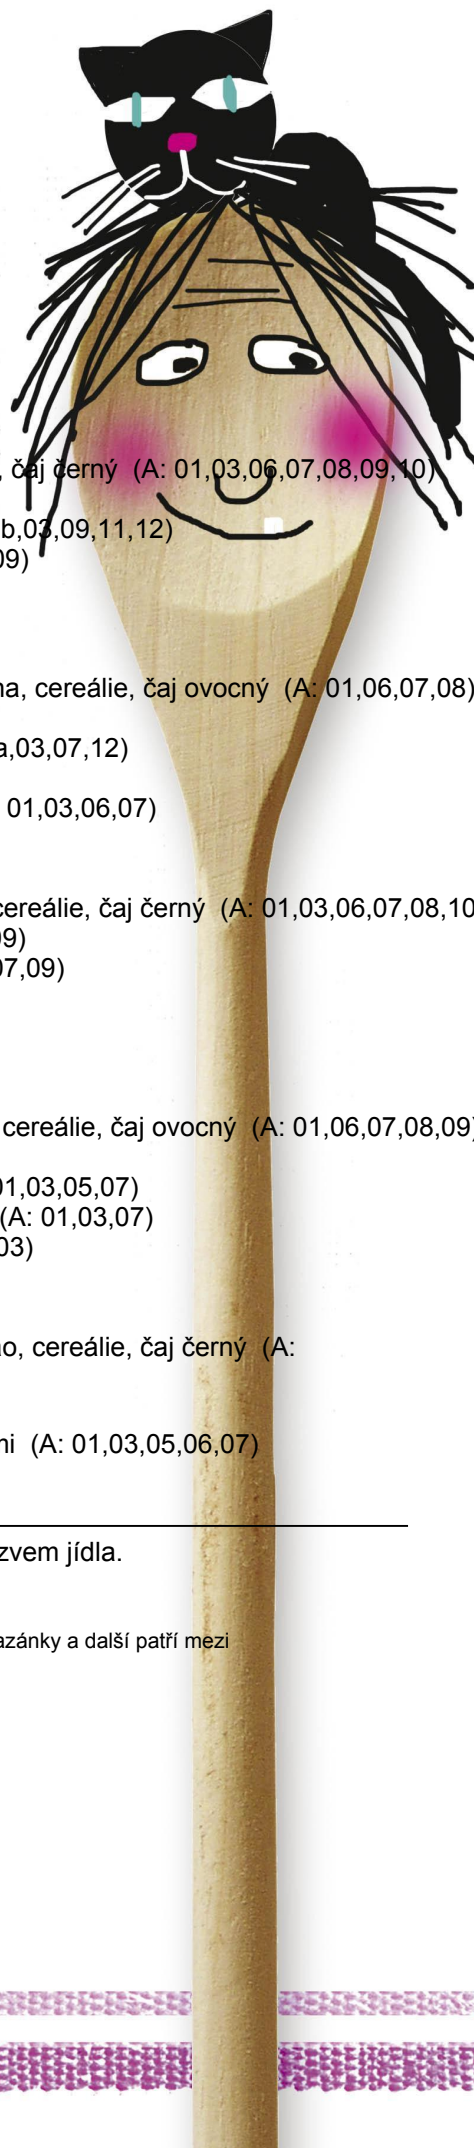 , čaj černý (A: 01,03,06,07,08,09,10)
b,03,09,11,12)
09)
na, cereálie, čaj ovocný (A: 01,06,07,08)
a,03,07,12)
01,03,06,07)
cereálie, čaj černý (A: 01,03,06,07,08,10
09)
07,09)
cereálie, čaj ovocný (A: 01,06,07,08,09)
01,03,05,07)
(A: 01,03,07)
03)
ao, cereálie, čaj černý (A:
mi (A: 01,03,05,06,07)
zvem jídla.
azánky a další patří mezi